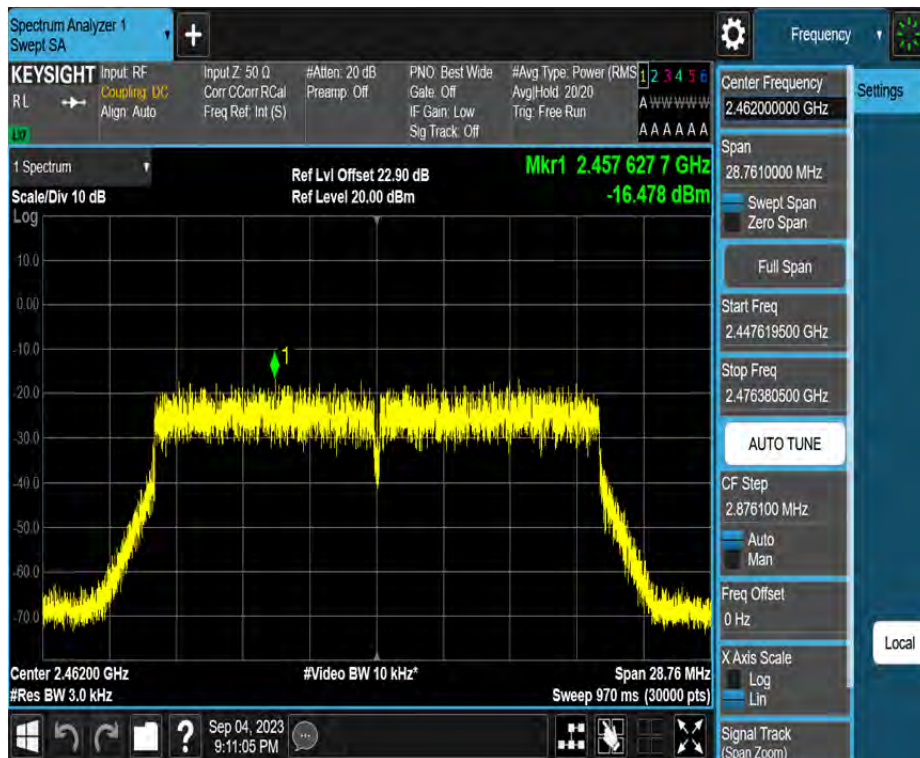 Spectrum Analyzer 1
Swept SA
+
Frequency
KEYSIGHT
RL
LXI
Input: RF
Coupling: DC
Align: Auto
Input Z: 50 Ω
Corr CCorr RCal
Freq Ref: Int (S)
#Atten: 20 dB
Preamp: Off
PNO: Best Wide
Gate: Off
IF Gain: Low
Sig Track: Off
#Avg Type: Power (RMS
Avg|Hold: 20/20
Trig: Free Run
1 2 3 4 5 6
A W W W W W
A A A A A A
1 Spectrum
Scale/Div 10 dB
Log
Ref Lvl Offset 22.90 dB
Ref Level 20.00 dBm
Mkr1 2.457 627 7 GHz
-16.478 dBm
10.0
0.00
-10.0
-20.0
-30.0
-40.0
-50.0
-60.0
-70.0
1
Center 2.46200 GHz
#Res BW 3.0 kHz
#Video BW 10 kHz*
Span 28.76 MHz
Sweep 970 ms (30000 pts)
?
Sep 04, 2023
9:11:05 PM
Center Frequency
2.462000000 GHz
Span
28.7610000 MHz
Swept Span
Zero Span
Full Span
Start Freq
2.447619500 GHz
Stop Freq
2.476380500 GHz
AUTO TUNE
CF Step
2.876100 MHz
Auto
Man
Freq Offset
0 Hz
X Axis Scale
Log
Lin
Signal Track
(Span Zoom)
Settings
Local